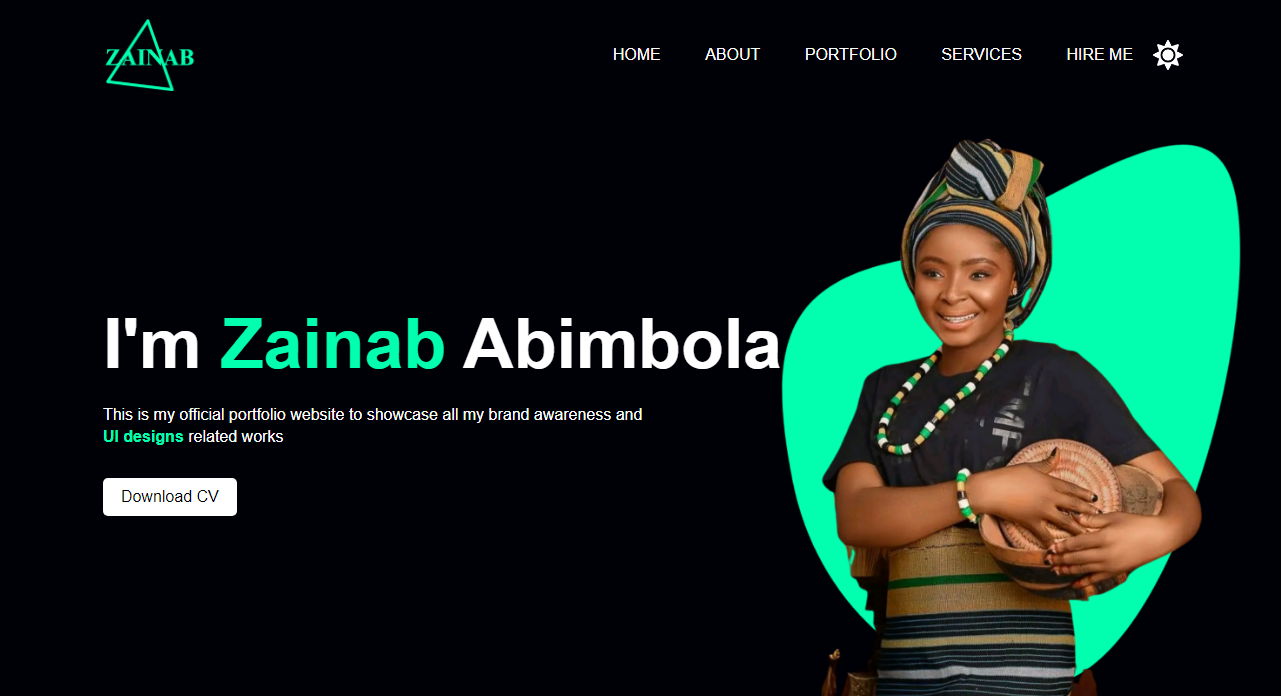 ZAINAB
HOME ABOUT PORTFOLIO SERVICES HIRE ME
I'm Zainab Abimbola
This is my official portfolio website to showcase all my brand awareness and
UI designs related works
Download CV